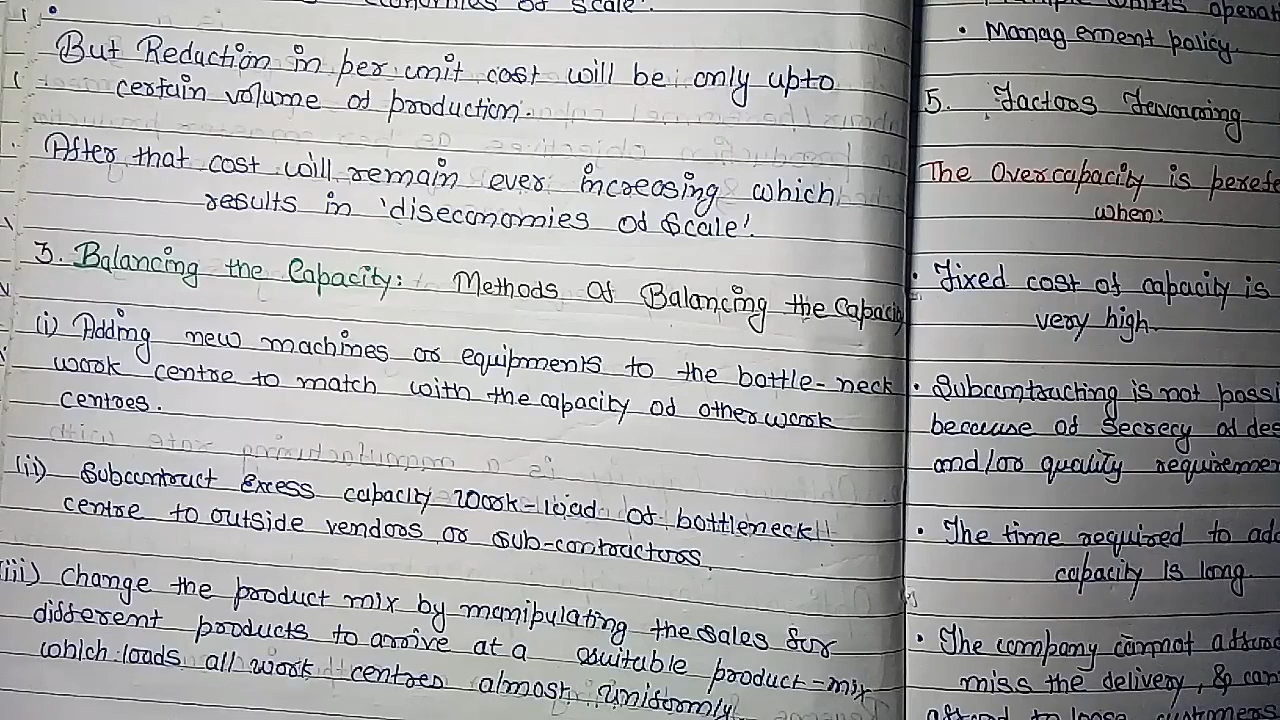 of scale'.
But Reduction in per unit cost will be only upto
certain volume of production.
After that cost will remain ever increasing which
results in 'diseconomies of scale'.
3. Balancing the Capacity: Methods of Balancing the Capacity
(i) Adding new machines or equipments to the bottle-neck
work centre to match with the capacity of other work
centres.
(ii) Subcontract excess capacity work-load of bottleneck
centre to outside vendors or sub-contractors.
(iii) Change the product mix by manipulating the sales for
different products to arrive at a suitable product-mix
which loads all work centres almost uniformly
• Management policy.
5. Factors Favouring
The Overcapacity is
when:
• Fixed cost of capacity is
very high.
• Subcontracting is not
because of secrecy of
and/or quality
• The time required to
capacity is long.
• The company cannot
miss the delivery, &
to